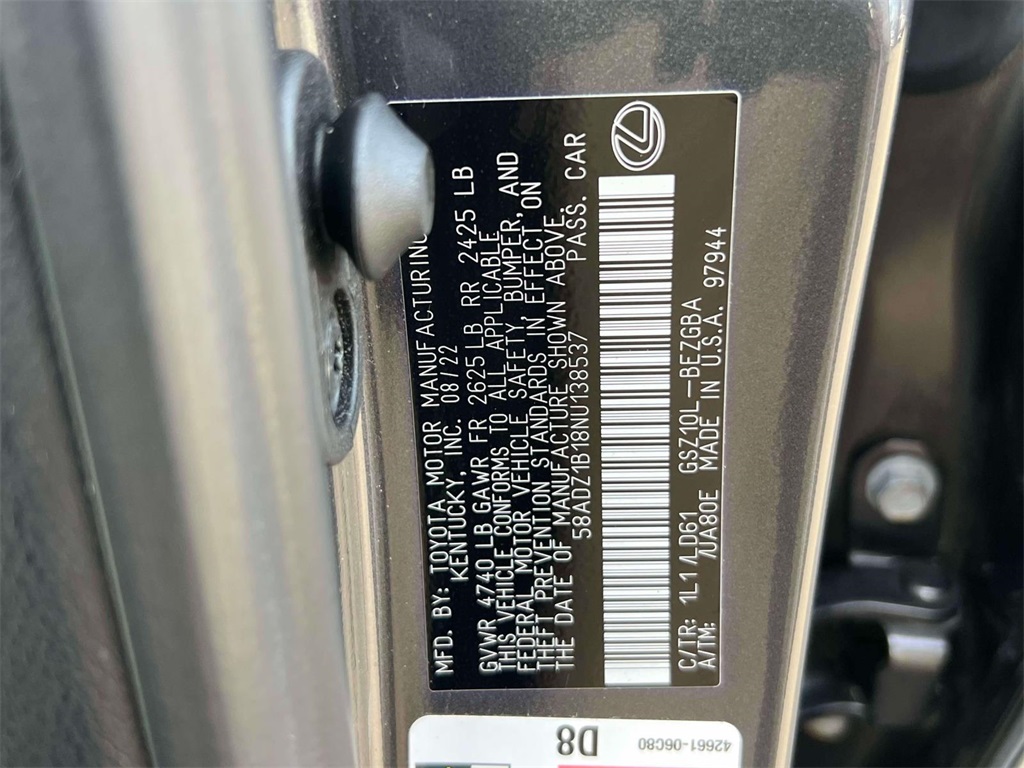 MFD. BY: TOYOTA MOTOR MANUFACTURING
KENTUCKY, INC. 08/22
GVWR 4740 LB GAWR FR 2625 LB RR 2425 LB
THIS VEHICLE CONFORMS TO ALL APPLICABLE
FEDERAL MOTOR VEHICLE SAFETY, BUMPER, AND
THEFT PREVENTION STANDARDS IN EFFECT ON
THE DATE OF MANUFACTURE SHOWN ABOVE.
58ADZ1B18NU138537 PASS. CAR
C/TR: 1L1/LD61 GSZ10L-BEZGBA
A/TM: /UA80E MADE IN U.S.A. 97944
D8
42661-06C80